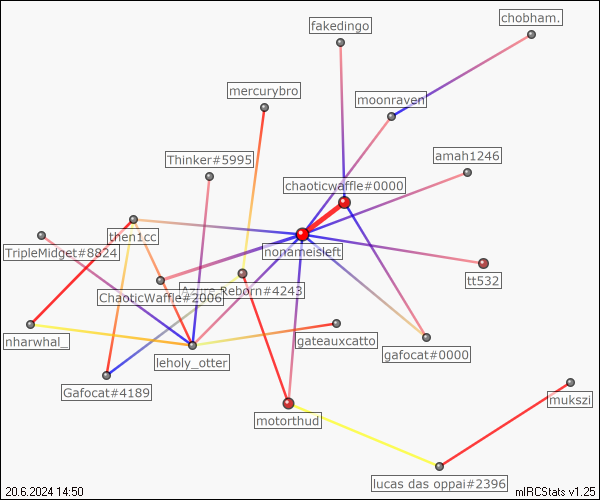 chobham.
fakedingo
mercurybro
moonraven
Thinker#5995
amah1246
chaoticwaffle#0000
then1cc
TripleMidget#8824
nonameisleft
tt532
Azure Reborn#4243
ChaoticWaffle#2006
nharwhal_
leholy_otter
gateauxcatto
gafocat#0000
Gafocat#4189
motorthud
mukszi
lucas das oppai#2396
20.6.2024 14:50
mIRCStats v1.25